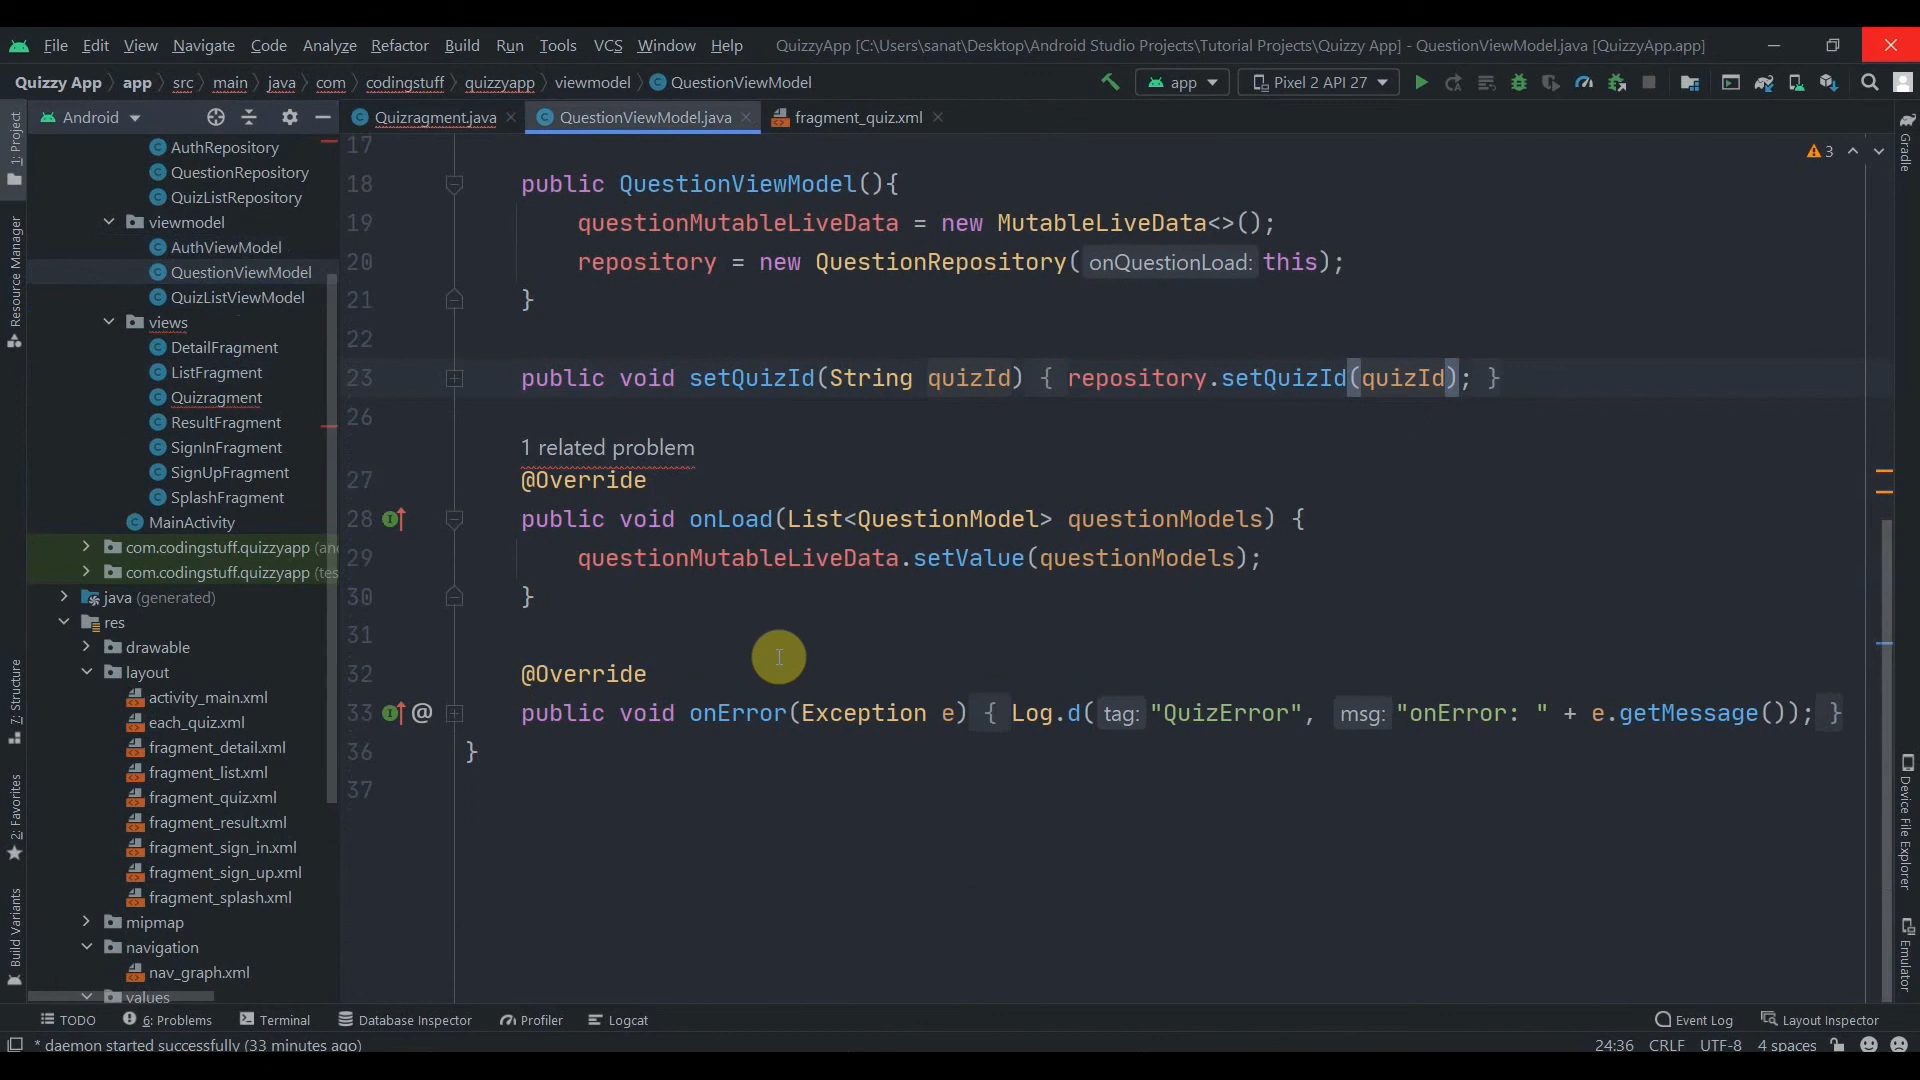 File Edit View Navigate Code Analyze Refactor Build Run Tools VCS Window Help QuizzyApp [C:\Users\sanat\Desktop\Android Studio Projects\Tutorial Projects\Quizzy App] - QuestionViewModel.java [QuizzyApp.app]
Quizzy App app src main java com codingstuff quizzyapp viewmodel QuestionViewModel app Pixel 2 API 27
Android
Quizragment.java QuestionViewModel.java fragment_quiz.xml
1: Project
Resource Manager
7: Structure
2: Favorites
Build Variants
AuthRepository
QuestionRepository
QuizListRepository
viewmodel
AuthViewModel
QuestionViewModel
QuizListViewModel
views
DetailFragment
ListFragment
Quizragment
ResultFragment
SignInFragment
SignUpFragment
SplashFragment
MainActivity
com.codingstuff.quizzyapp (and
com.codingstuff.quizzyapp (tes
java (generated)
res
drawable
layout
activity_main.xml
each_quiz.xml
fragment_detail.xml
fragment_list.xml
fragment_quiz.xml
fragment_result.xml
fragment_sign_in.xml
fragment_sign_up.xml
fragment_splash.xml
mipmap
navigation
nav_graph.xml
values
17
18 public QuestionViewModel(){
19 questionMutableLiveData = new MutableLiveData<>();
20 repository = new QuestionRepository( onQuestionLoad: this);
21 }
22
23 public void setQuizId(String quizId) { repository.setQuizId(quizId); }
26
1 related problem
27 @Override
28 public void onLoad(List<QuestionModel> questionModels) {
29 questionMutableLiveData.setValue(questionModels);
30 }
31
32 @Override
33 @ public void onError(Exception e) { Log.d( tag: "QuizError", msg: "onError: " + e.getMessage()); }
36 }
37
3
Gradle
Device File Explorer
Emulator
TODO 6: Problems Terminal Database Inspector Profiler Logcat Event Log Layout Inspector
* daemon started successfully (33 minutes ago) 24:36 CRLF UTF-8 4 spaces